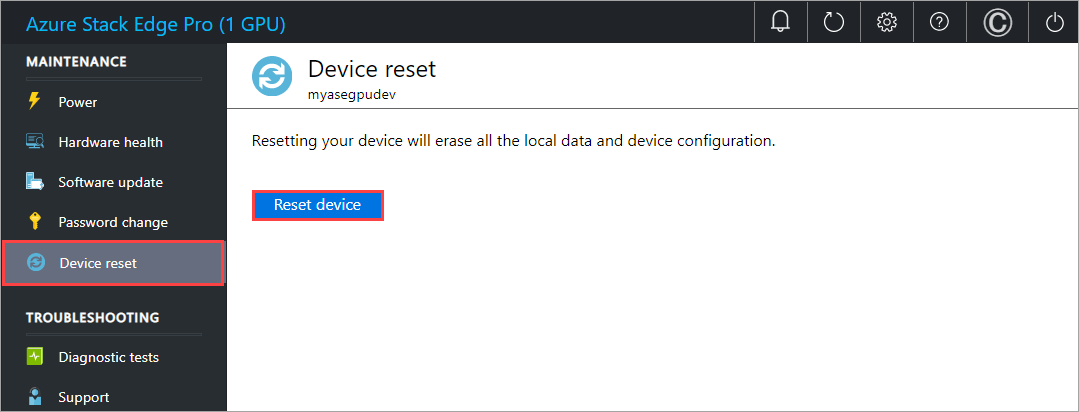 Azure Stack Edge Pro (1 GPU)
MAINTENANCE
Power
Hardware health
Software update
Password change
Device reset
TROUBLESHOOTING
Diagnostic tests
Support
Device reset
myasegpudev
Resetting your device will erase all the local data and device configuration.
Reset device